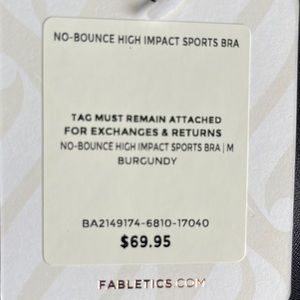 NO-BOUNCE HIGH IMPACT SPORTS BRA
TAG MUST REMAIN ATTACHED
FOR EXCHANGES & RETURNS
NO-BOUNCE HIGH IMPACT SPORTS BRA | M
BURGUNDY
BA2149174-6810-17040
$69.95
FABLETICS.COM